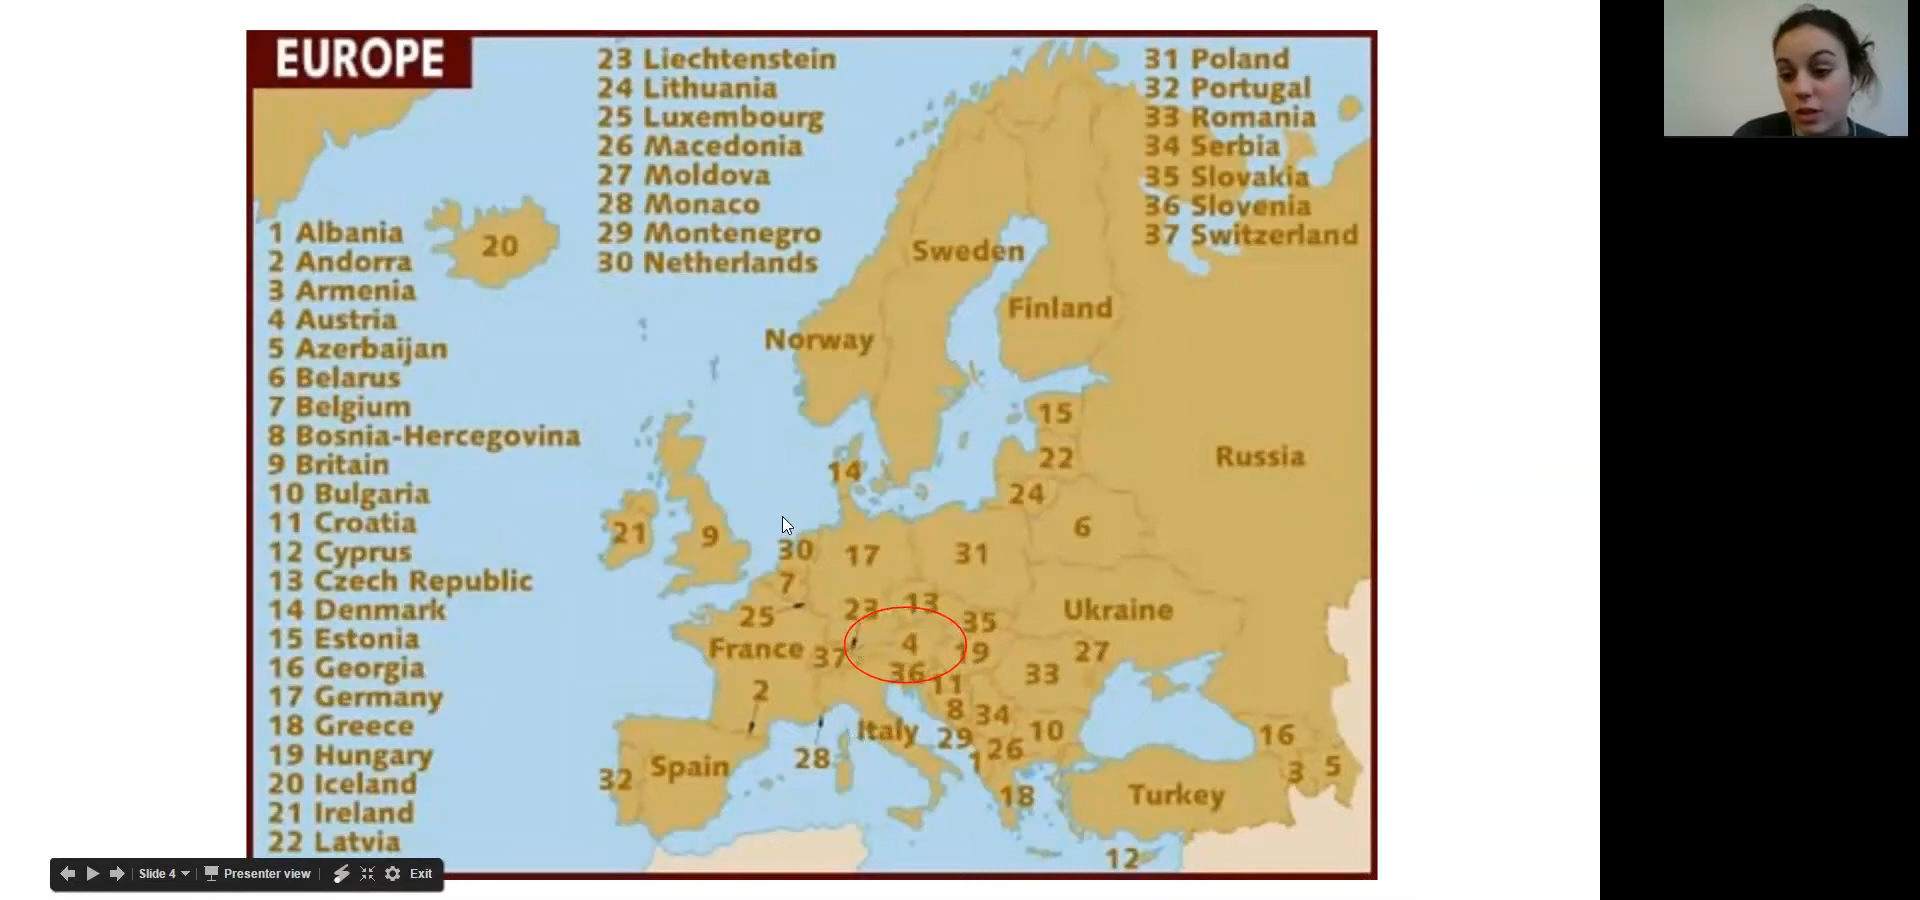 EUROPE
1 Albania
2 Andorra
3 Armenia
4 Austria
5 Azerbaijan
6 Belarus
7 Belgium
8 Bosnia-Hercegovina
9 Britain
10 Bulgaria
11 Croatia
12 Cyprus
13 Czech Republic
14 Denmark
15 Estonia
16 Georgia
17 Germany
18 Greece
19 Hungary
20 Iceland
21 Ireland
22 Latvia
23 Liechtenstein
24 Lithuania
25 Luxembourg
26 Macedonia
27 Moldova
28 Monaco
29 Montenegro
30 Netherlands
31 Poland
32 Portugal
33 Romania
34 Serbia
35 Slovakia
36 Slovenia
37 Switzerland
20
Sweden
Finland
Norway
15
Russia
22
14
24
6
21
9
30
17
31
7
25
23
13
Ukraine
35
France
37
4
19
27
36
33
2
11
8
34
10
Italy
29
26
16
28
1
3
5
32
Spain
18
Turkey
12
Slide 4
Presenter view
Exit